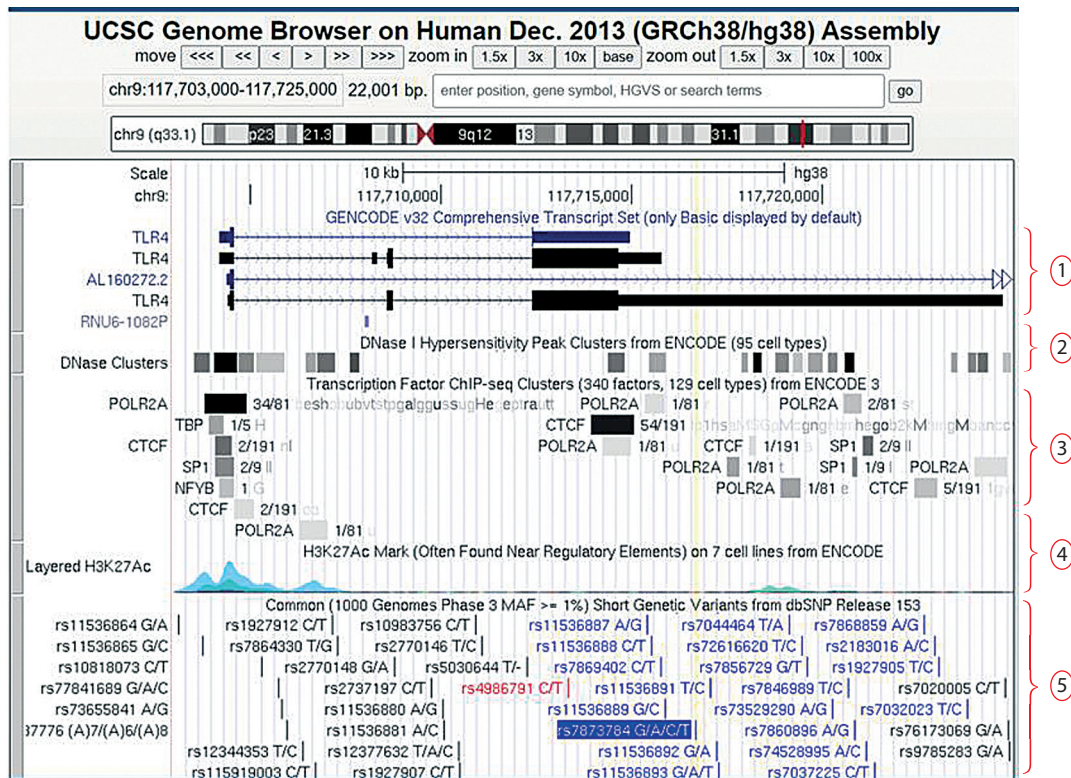 UCSC Genome Browser on Human Dec. 2013 (GRCh38/hg38) Assembly
move <<< << < > >> >>> zoom in 1.5x 3x 10x base zoom out 1.5x 3x 10x 100x
chr9:117,703,000-117,725,000 22,001 bp. enter position, gene symbol, HGVS or search terms go
chr9 (q33.1) p23 21.3 9q12 13 31.1
Scale 10 kb hg38
chr9: 117,710,000 117,715,000 117,720,000
GENCODE v32 Comprehensive Transcript Set (only Basic displayed by default)
TLR4
TLR4
AL160272.2
TLR4
RNU6-1082P
1
DNase I Hypersensitivity Peak Clusters from ENCODE (95 cell types)
DNase Clusters
2
Transcription Factor ChIP-seq Clusters (340 factors, 129 cell types) from ENCODE 3
POLR2A 34/81 POLR2A 1/81 POLR2A 2/81
TBP 1/5 H CTCF 54/191
CTCF 2/191 nl POLR2A 1/81 CTCF 1/191 SP1 2/9 ll
SP1 2/9 ll POLR2A 1/81 t SP1 1/9 l POLR2A
NFYB 1 G POLR2A 1/81 e CTCF 5/191
CTCF 2/191
POLR2A 1/81
3
H3K27Ac Mark (Often Found Near Regulatory Elements) on 7 cell lines from ENCODE
Layered H3K27Ac
4
Common (1000 Genomes Phase 3 MAF >= 1%) Short Genetic Variants from dbSNP Release 153
rs11536864 G/A rs1927912 C/T rs10983756 C/T rs11536887 A/G rs7044464 T/A rs7868859 A/G
rs11536865 G/C rs7864330 T/G rs2770146 T/C rs11536888 C/T rs72616620 T/C rs2183016 A/C
rs10818073 C/T rs2770148 G/A rs5030644 T/- rs7869402 C/T rs7856729 G/T rs1927905 T/C
rs77841689 G/A/C rs2737197 C/T rs4986791 C/T rs11536891 T/C rs7846989 T/C rs7020005 C/T
rs73655841 A/G rs11536880 A/G rs11536889 G/C rs73529290 A/G rs7032023 T/C
37776 (A)7/(A)6/(A)8 rs11536881 A/C rs7873784 G/A/C/T rs7860896 A/G rs76173069 G/A
rs12344353 T/C rs12377632 T/A/C rs11536892 G/A rs74528995 A/C rs9785283 G/A
rs115919003 C/T rs1927907 C/T rs11536893 A/G/T rs7037225 C/T
5